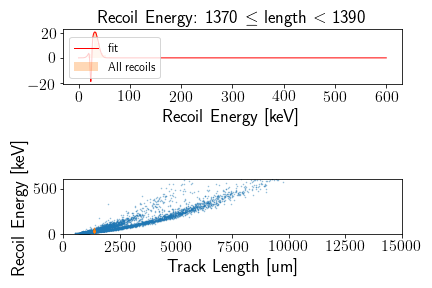 Recoil Energy: 1370 ≤ length < 1390
20
0
−20
fit
All recoils
0 100 200 300 400 500 600
Recoil Energy [keV]
Recoil Energy [keV]
500
0
0 2500 5000 7500 10000 12500 15000
Track Length [um]